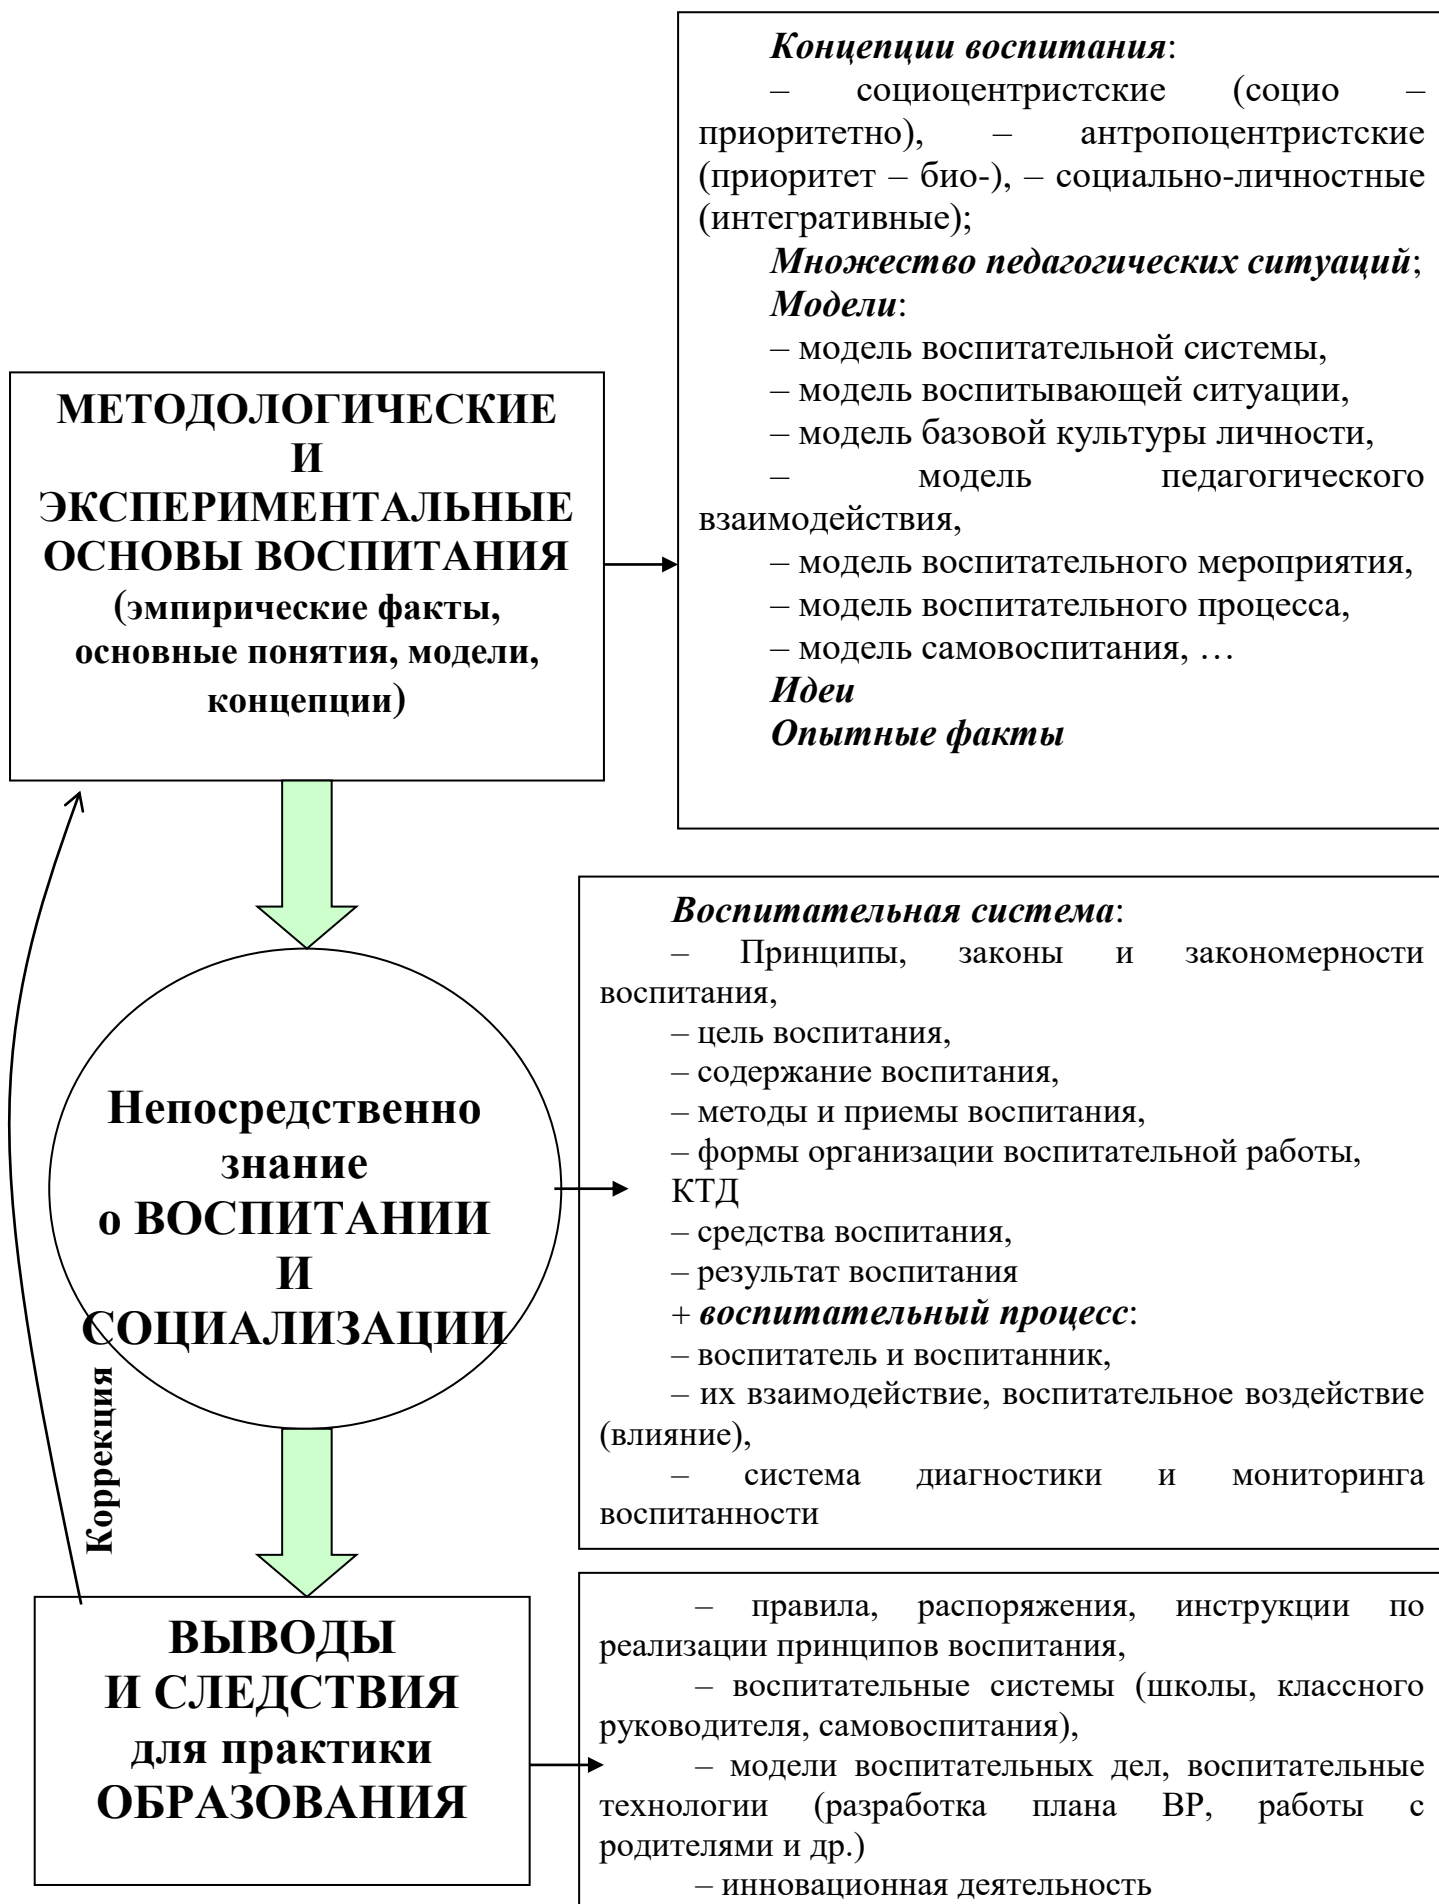 Концепции воспитания:
– социоцентристские (социо –
приоритетно), – антропоцентристские
(приоритет – био-), – социально-личностные
(интегративные);
Множество педагогических ситуаций;
Модели:
– модель воспитательной системы,
– модель воспитывающей ситуации,
– модель базовой культуры личности,
– модель педагогического
взаимодействия,
– модель воспитательного мероприятия,
– модель воспитательного процесса,
– модель самовоспитания, …
Идеи
Опытные факты
МЕТОДОЛОГИЧЕСКИЕ
И
ЭКСПЕРИМЕНТАЛЬНЫЕ
ОСНОВЫ ВОСПИТАНИЯ
(эмпирические факты,
основные понятия, модели,
концепции)
Воспитательная система:
– Принципы, законы и закономерности
воспитания,
– цель воспитания,
– содержание воспитания,
– методы и приемы воспитания,
– формы организации воспитательной работы,
КТД
– средства воспитания,
– результат воспитания
+ воспитательный процесс:
– воспитатель и воспитанник,
– их взаимодействие, воспитательное воздействие
(влияние),
– система диагностики и мониторинга
воспитанности
Непосредственно
знание
о ВОСПИТАНИИ
И
СОЦИАЛИЗАЦИИ
Коррекция
ВЫВОДЫ
И СЛЕДСТВИЯ
для практики
ОБРАЗОВАНИЯ
– правила, распоряжения, инструкции по
реализации принципов воспитания,
– воспитательные системы (школы, классного
руководителя, самовоспитания),
– модели воспитательных дел, воспитательные
технологии (разработка плана ВР, работы с
родителями и др.)
– инновационная деятельность